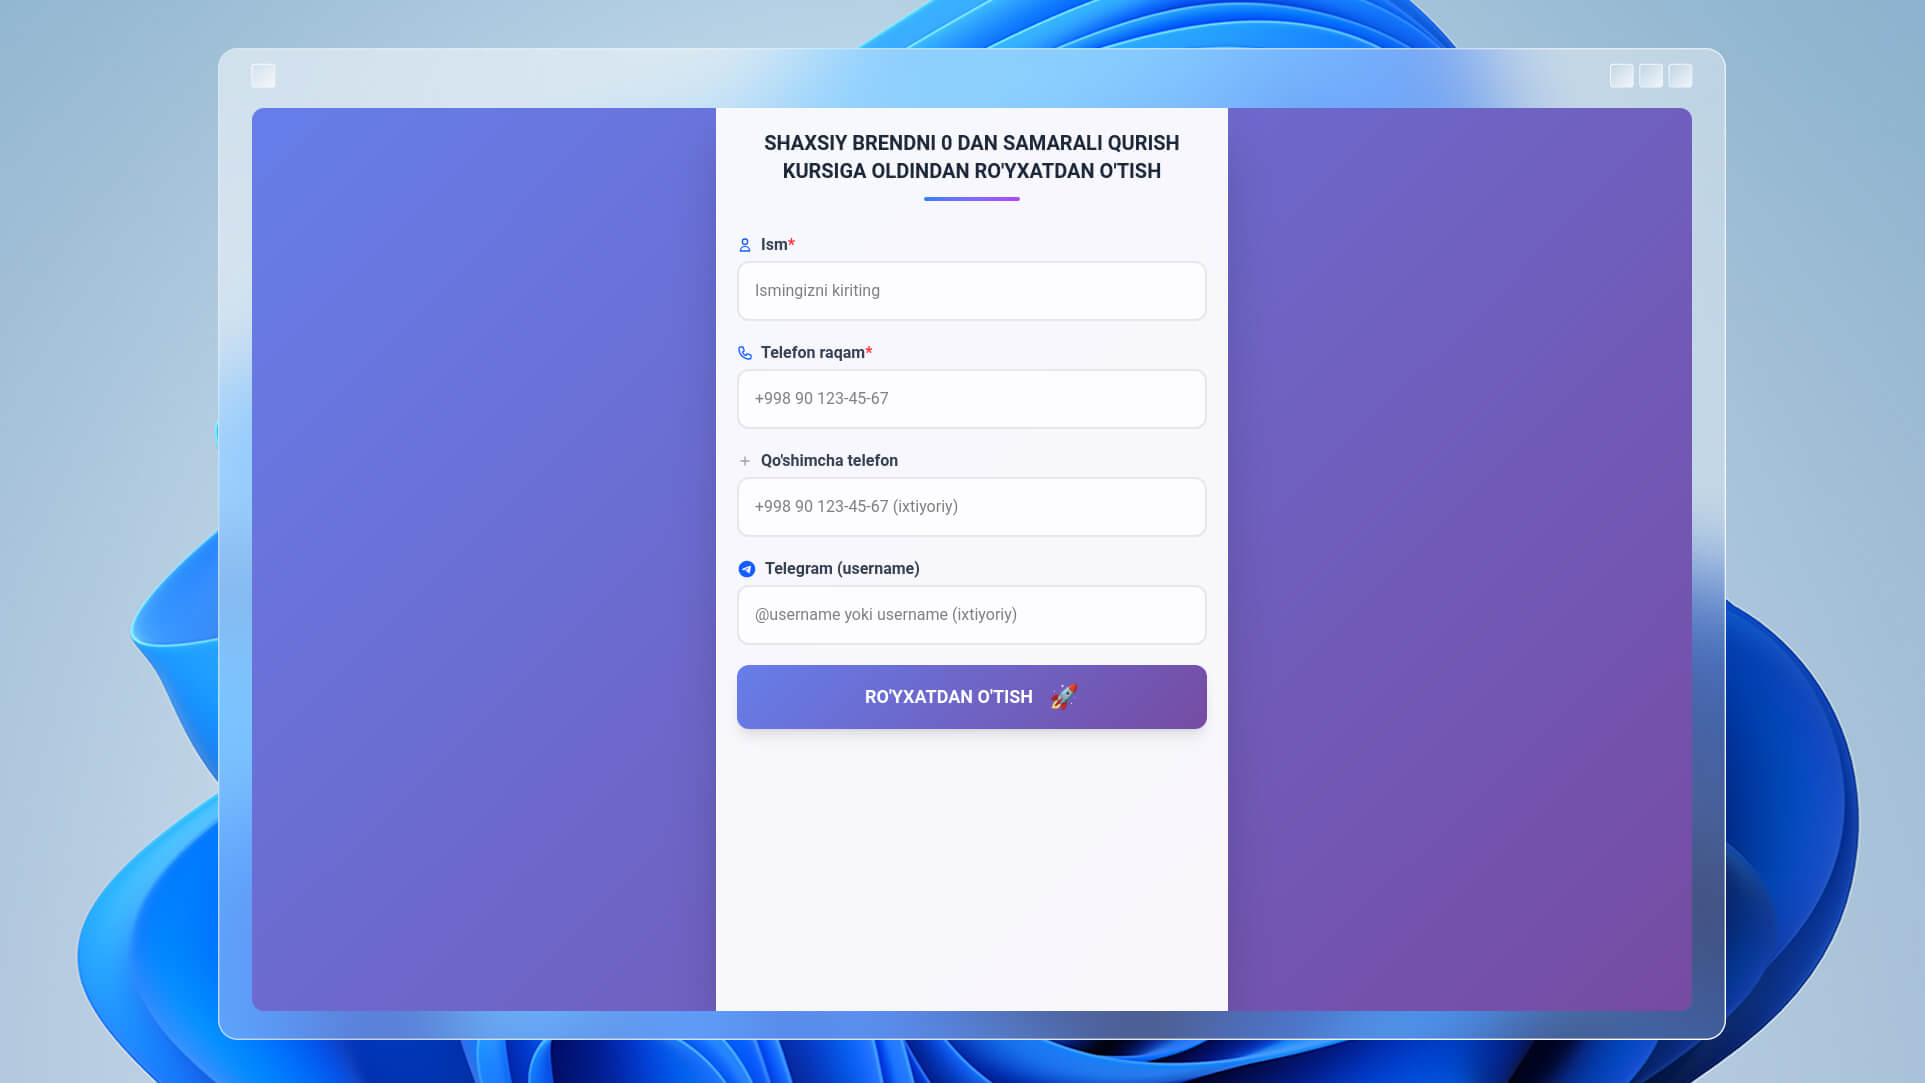 SHAXSIY BRENDNI 0 DAN SAMARALI QURISH
KURSIGA OLDINDAN RO'YXATDAN O'TISH
Ism*
Ismingizni kiriting
Telefon raqam*
+998 90 123-45-67
Qo'shimcha telefon
+998 90 123-45-67 (ixtiyoriy)
Telegram (username)
@username yoki username (ixtiyoriy)
RO'YXATDAN O'TISH 🚀